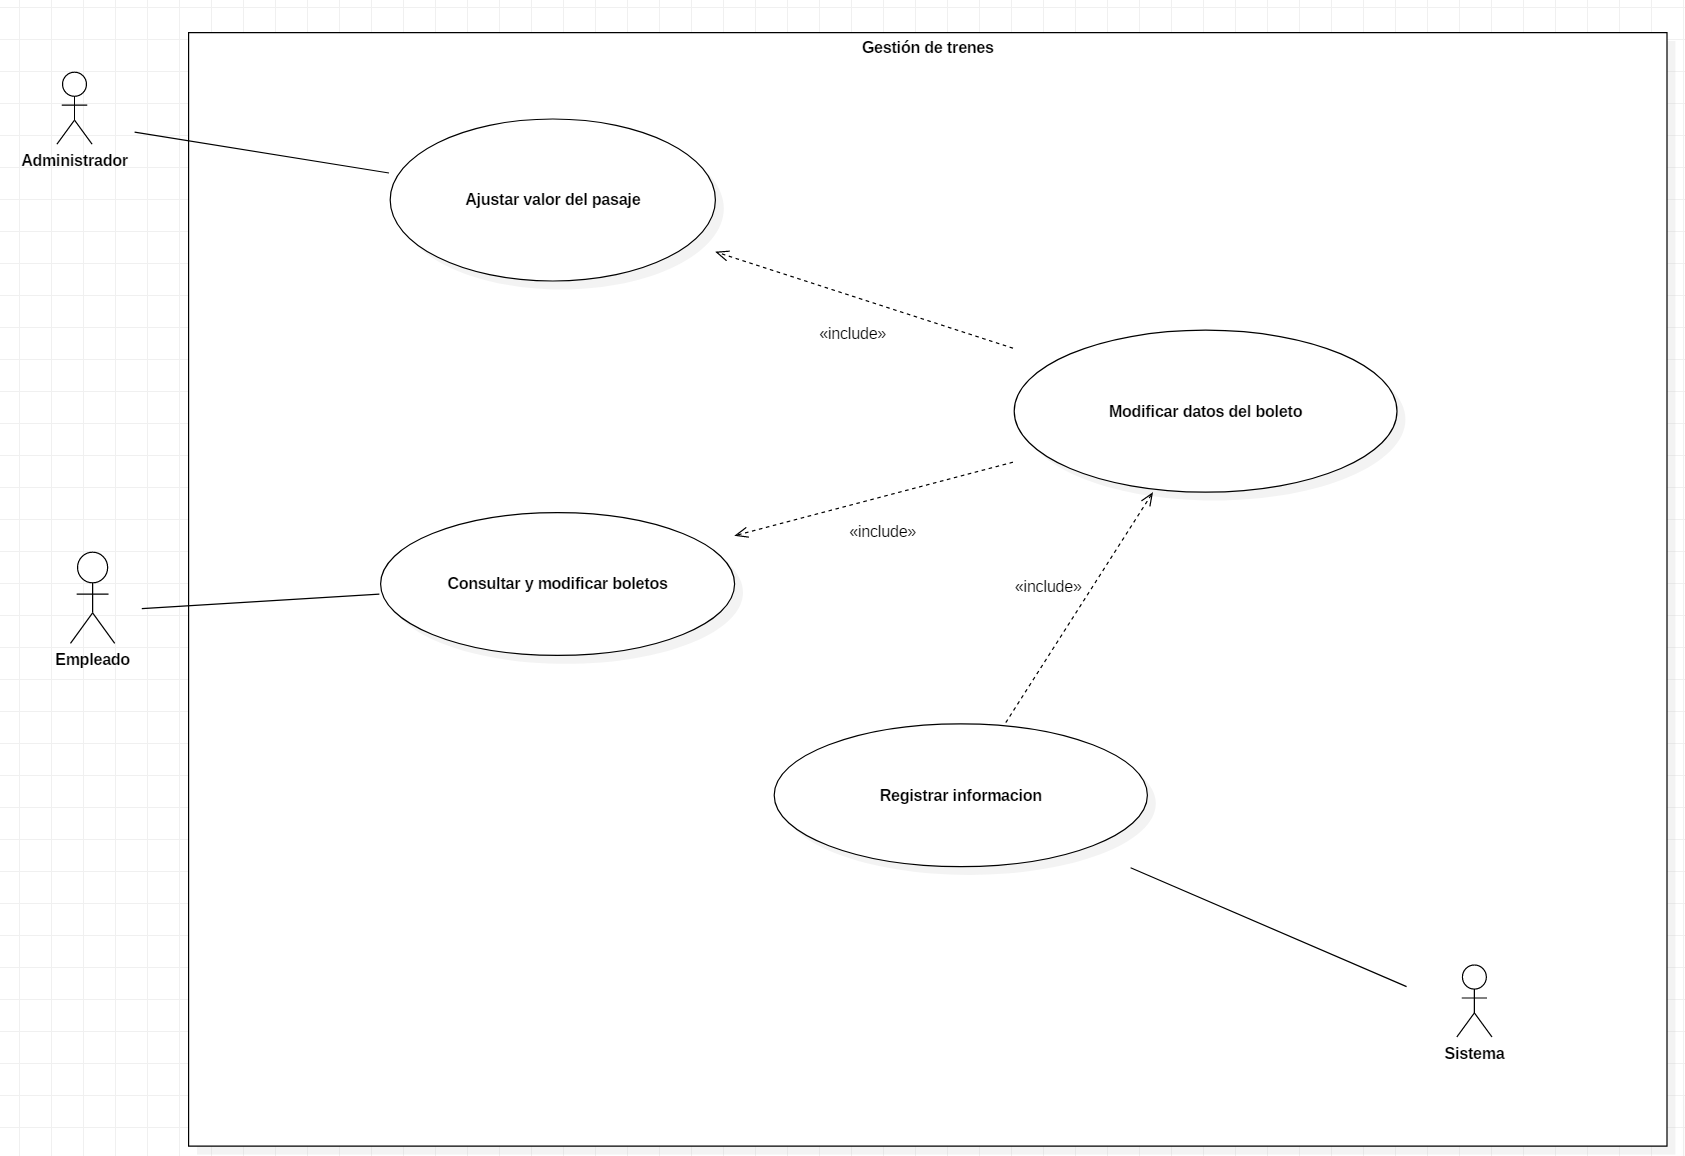 Gestión de trenes
Administrador
Ajustar valor del pasaje
«include»
Modificar datos del boleto
«include»
Consultar y modificar boletos
«include»
Empleado
Registrar informacion
Sistema